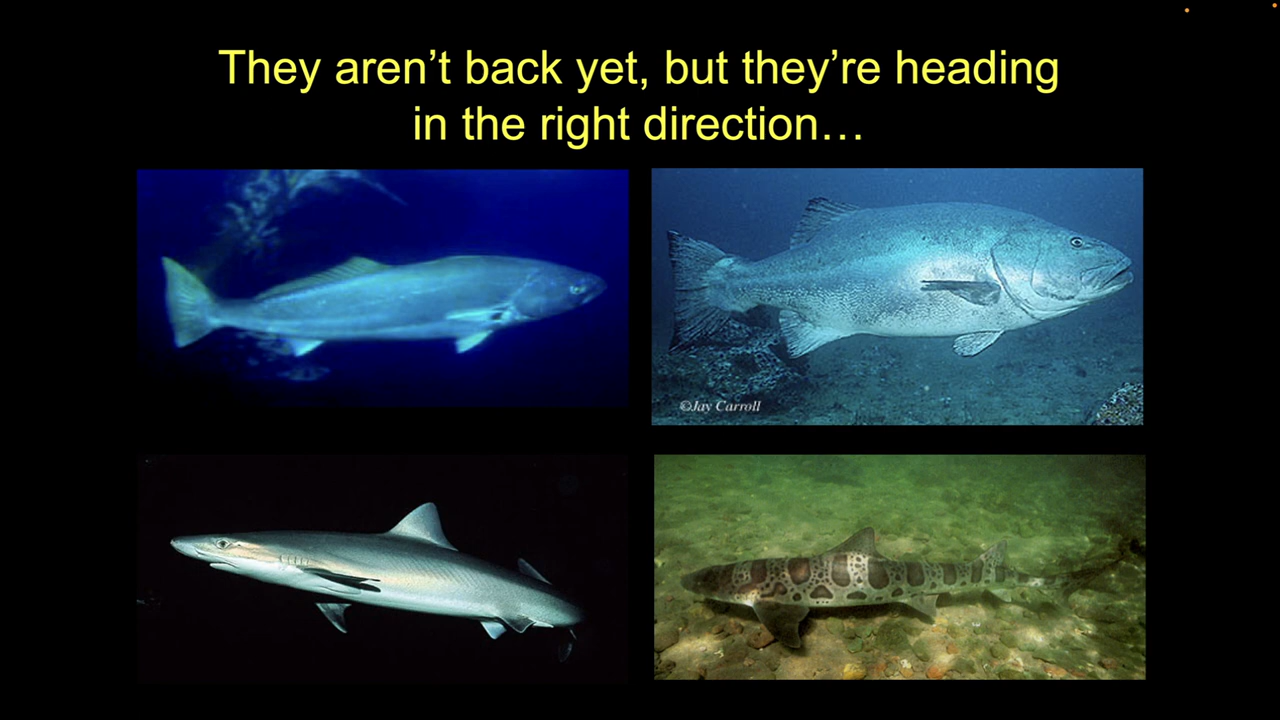 They aren’t back yet, but they’re heading
in the right direction…
©Jay Carroll